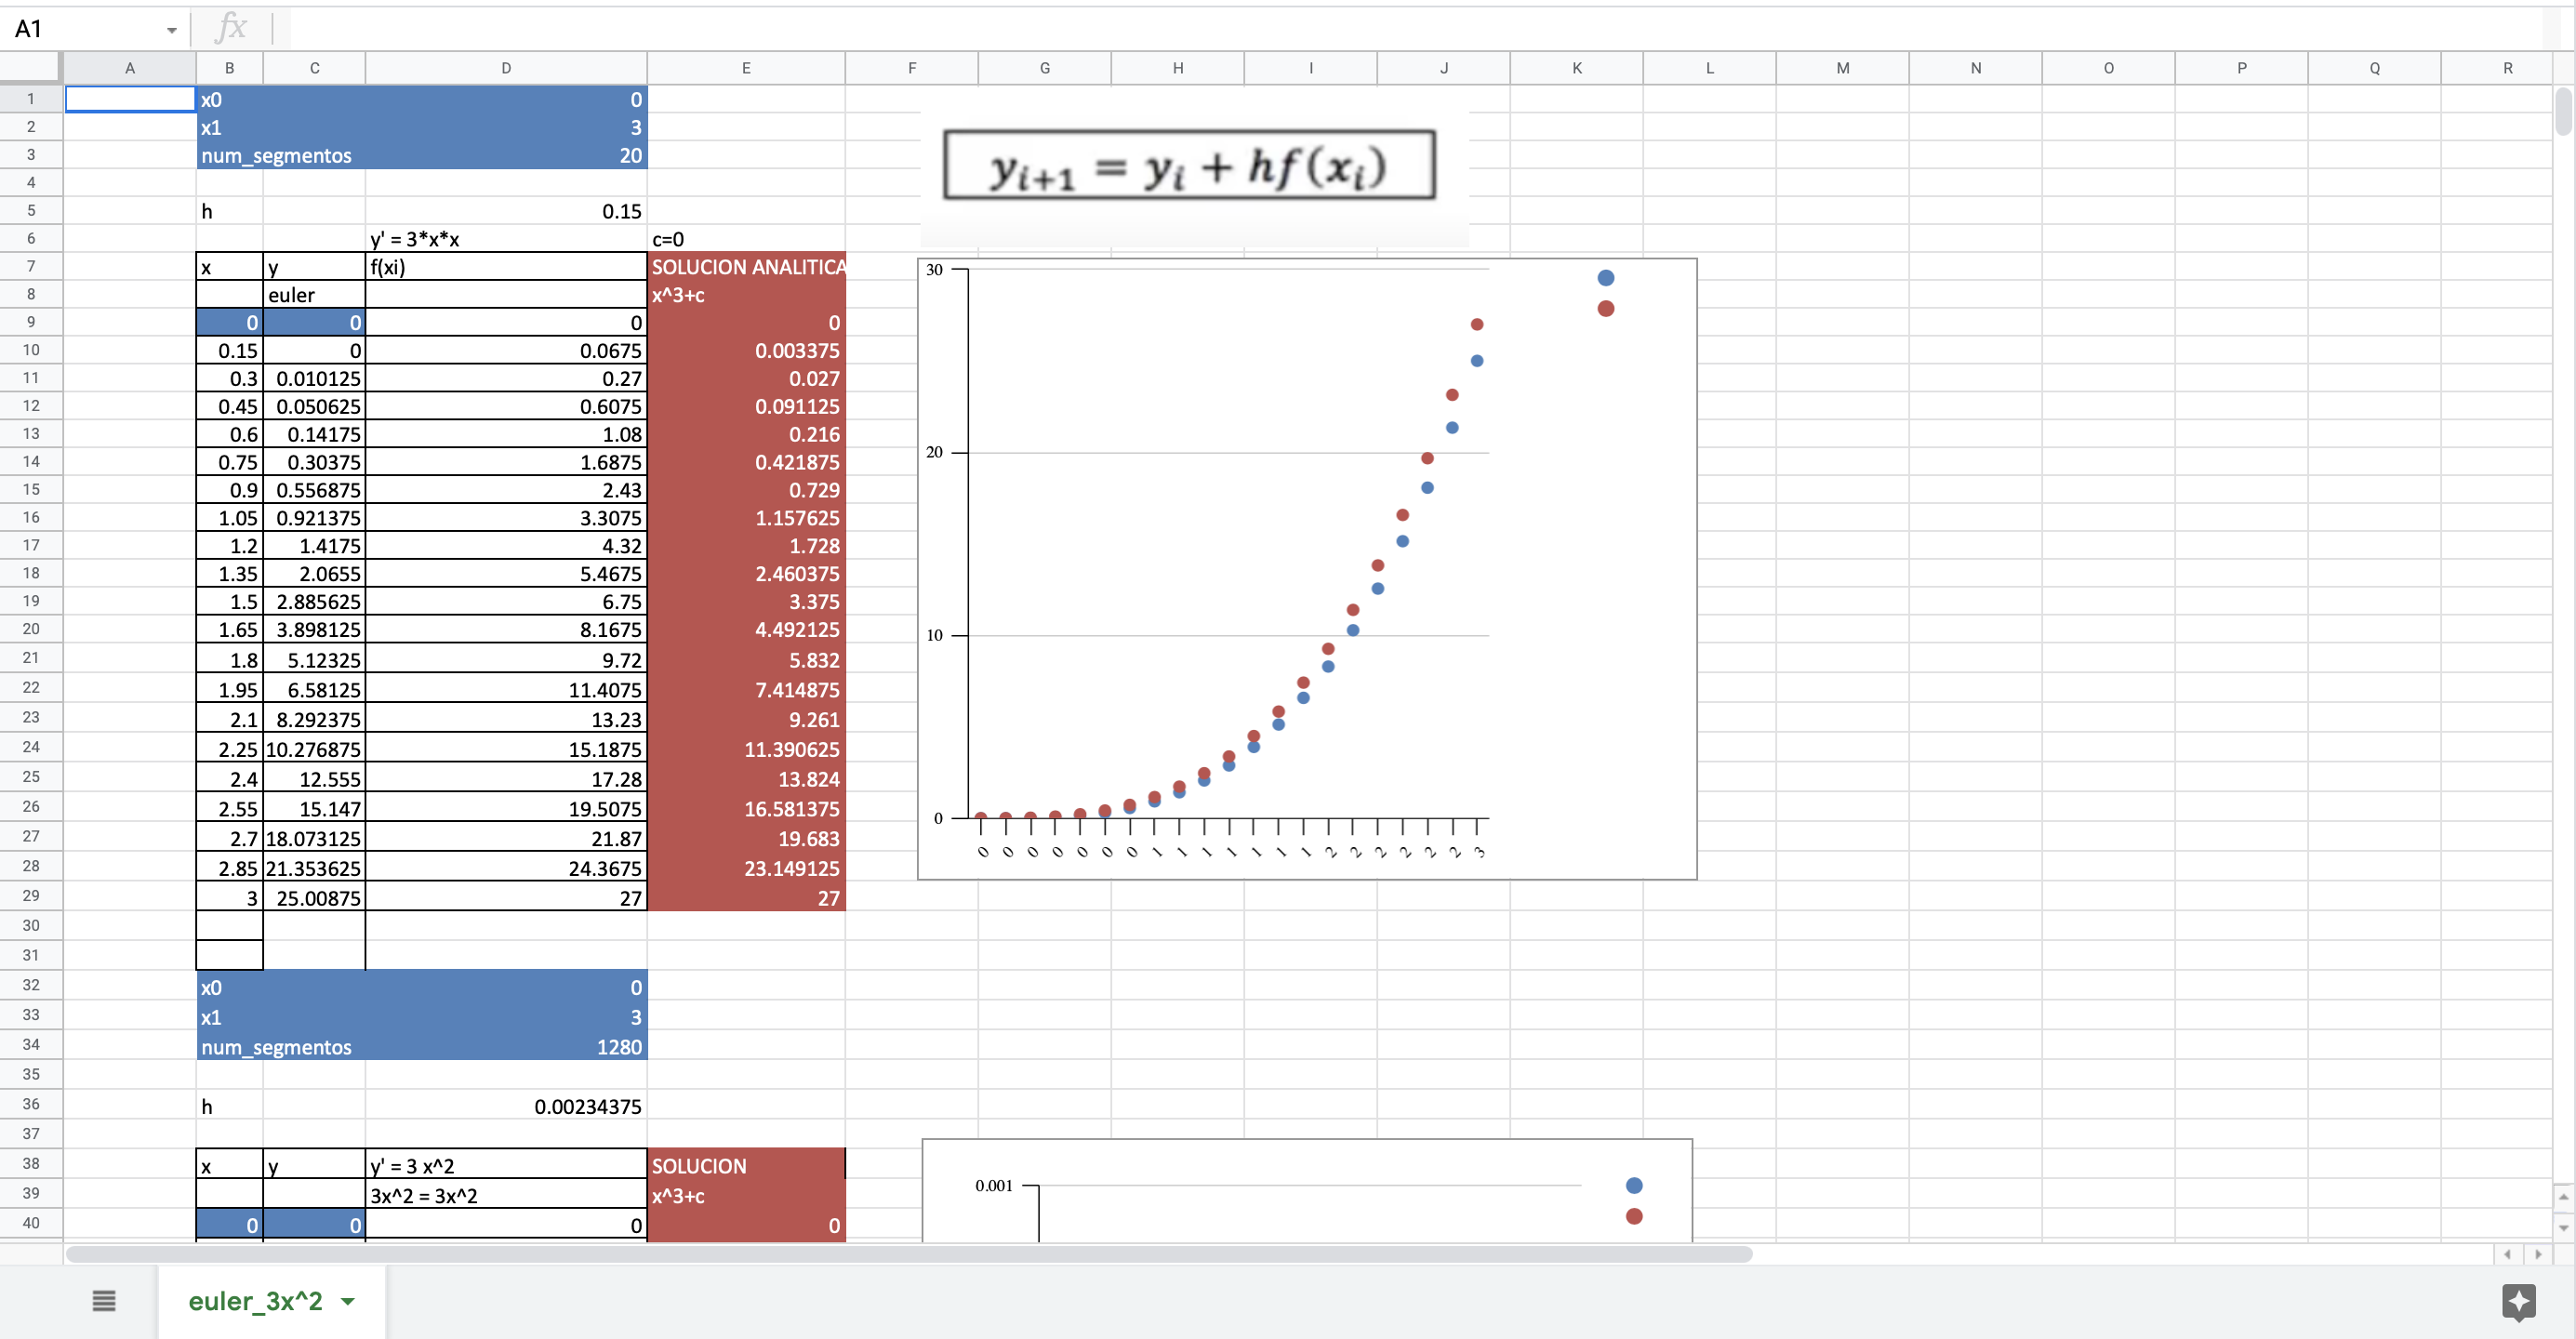 A1 fx
A B C D E F G H I J K L M N O P Q R
1 x0 0
2 x1 3
3 num_segmentos 20
yi+1 = yi + hf(xi)
4
5 h 0.15
6 y' = 3*x*x c=0
7 x y f(xi) SOLUCION ANALITICA
8 euler x^3+c
9 0 0 0 0
10 0.15 0 0.0675 0.003375
11 0.3 0.010125 0.27 0.027
12 0.45 0.050625 0.6075 0.091125
13 0.6 0.14175 1.08 0.216
14 0.75 0.30375 1.6875 0.421875
15 0.9 0.556875 2.43 0.729
16 1.05 0.921375 3.3075 1.157625
17 1.2 1.4175 4.32 1.728
18 1.35 2.0655 5.4675 2.460375
19 1.5 2.885625 6.75 3.375
20 1.65 3.898125 8.1675 4.492125
21 1.8 5.12325 9.72 5.832
22 1.95 6.58125 11.4075 7.414875
23 2.1 8.292375 13.23 9.261
24 2.25 10.276875 15.1875 11.390625
25 2.4 12.555 17.28 13.824
26 2.55 15.147 19.5075 16.581375
27 2.7 18.073125 21.87 19.683
28 2.85 21.353625 24.3675 23.149125
29 3 25.00875 27 27
30
31
30
20
10
0
0 0 0 0 0 0 0 1 1 1 1 1 1 1 2 2 2 2 2 2 3
32 x0 0
33 x1 3
34 num_segmentos 1280
35
36 h 0.00234375
37
38 x y y' = 3 x^2 SOLUCION
39 3x^2 = 3x^2 x^3+c
40 0 0 0 0
0.001
euler_3x^2